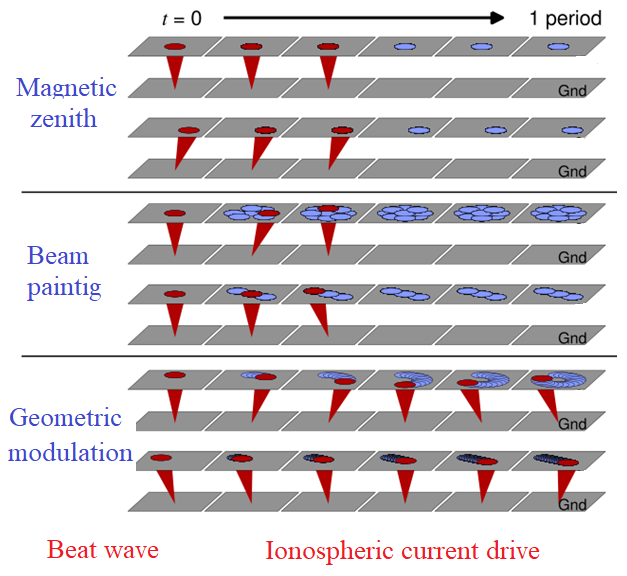 t = 0 1 period
Magnetic
zenith
Gnd
Gnd
Beam
paintig
Gnd
Gnd
Geometric
modulation
Gnd
Gnd
Beat wave Ionospheric current drive